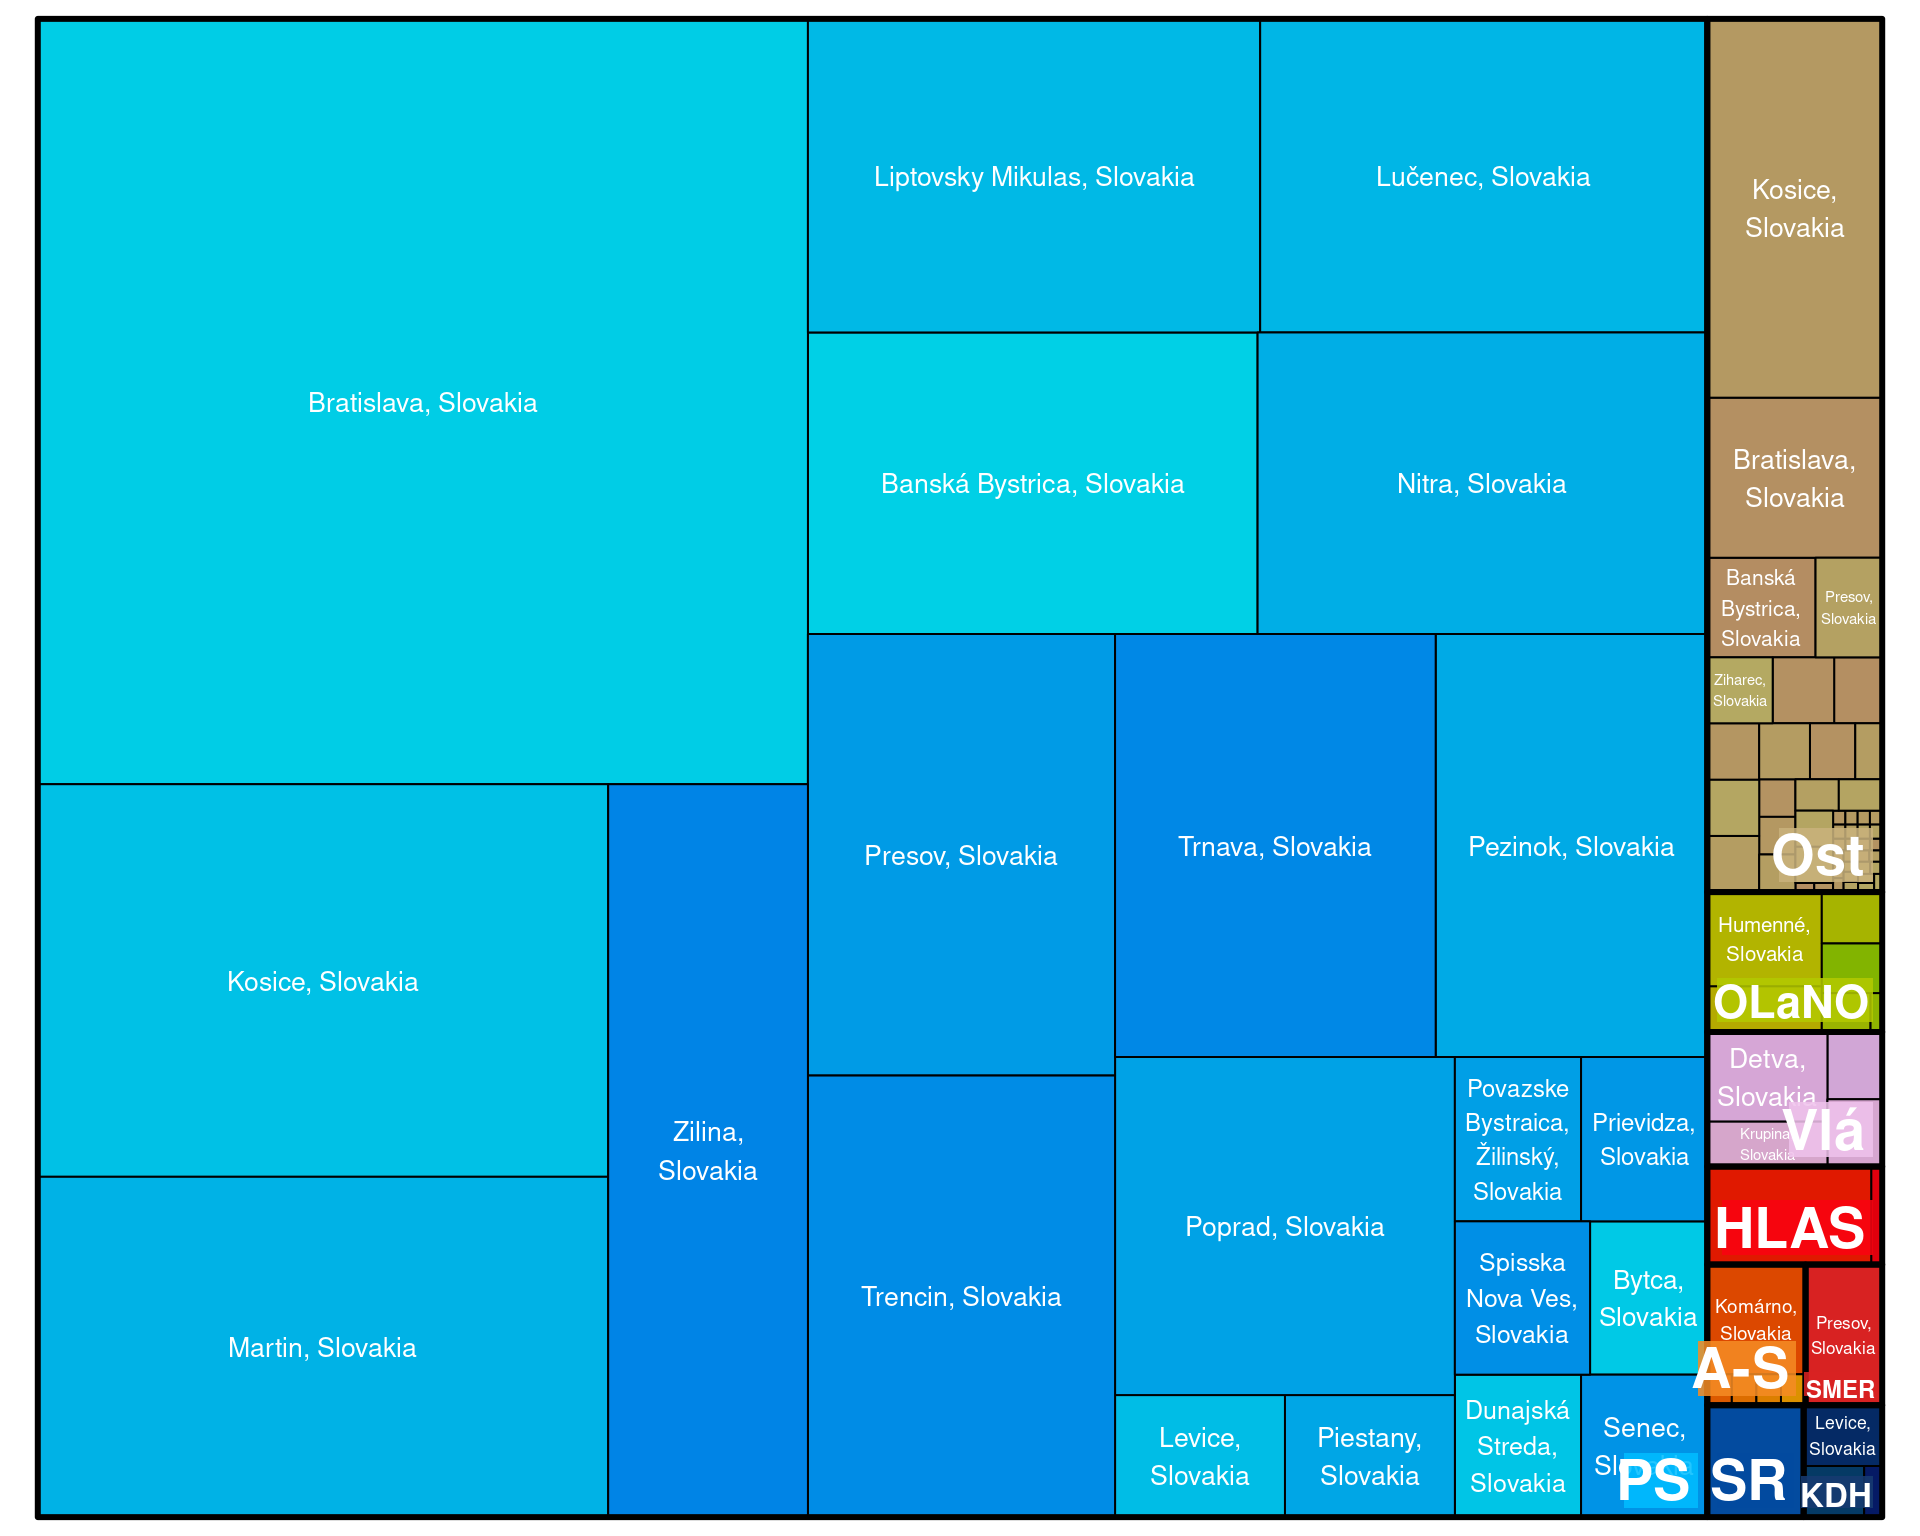 Bratislava, Slovakia
Liptovsky Mikulas, Slovakia
Lučenec, Slovakia
Banská Bystrica, Slovakia
Nitra, Slovakia
Kosice, Slovakia
Martin, Slovakia
Zilina,
Slovakia
Presov, Slovakia
Trnava, Slovakia
Pezinok, Slovakia
Trencin, Slovakia
Poprad, Slovakia
Povazske
Bystraica,
Žilinský,
Slovakia
Prievidza,
Slovakia
Spisska
Nova Ves,
Slovakia
Bytca,
Slovakia
Levice,
Slovakia
Piestany,
Slovakia
Dunajská
Streda,
Slovakia
Senec,
Slovakia
PS
Kosice,
Slovakia
Bratislava,
Slovakia
Banská
Bystrica,
Slovakia
Presov,
Slovakia
Ziharec,
Slovakia
Ost
Humenné,
Slovakia
OLaNO
Detva,
Slovakia
Krupina,
Slovakia
Vlá
HLAS
Komárno,
Slovakia
A-S
Presov,
Slovakia
SMER
SR
Levice,
Slovakia
KDH